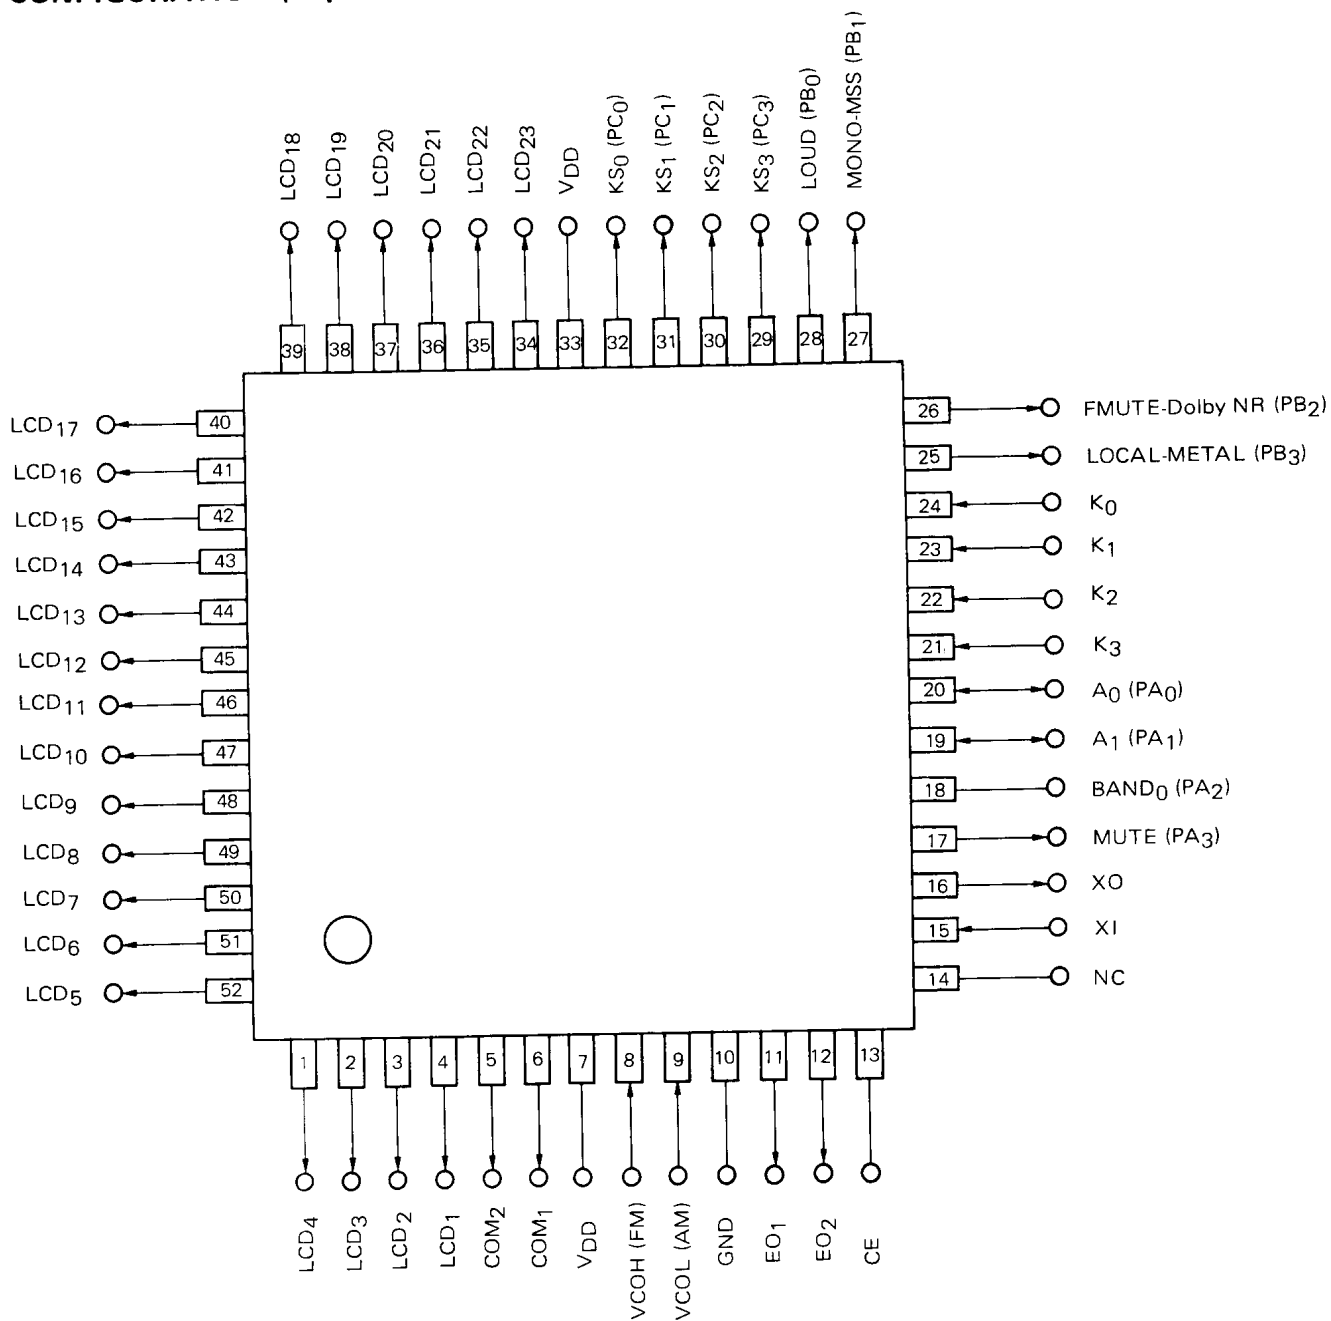 LCD18
LCD19
LCD20
LCD21
LCD22
LCD23
VDD
KS0 (PC0)
KS1 (PC1)
KS2 (PC2)
KS3 (PC3)
LOUD (PB0)
MONO-MSS (PB1)
39
38
37
36
35
34
33
32
31
30
29
28
27
LCD17 40
LCD16 41
LCD15 42
LCD14 43
LCD13 44
LCD12 45
LCD11 46
LCD10 47
LCD9 48
LCD8 49
LCD7 50
LCD6 51
LCD5 52
26 FMUTE-Dolby NR (PB2)
25 LOCAL-METAL (PB3)
24 K0
23 K1
22 K2
21 K3
20 A0 (PA0)
19 A1 (PA1)
18 BAND0 (PA2)
17 MUTE (PA3)
16 XO
15 XI
14 NC
1
2
3
4
5
6
7
8
9
10
11
12
13
LCD4
LCD3
LCD2
LCD1
COM2
COM1
VDD
VCOH (FM)
VCOL (AM)
GND
EO1
EO2
CE